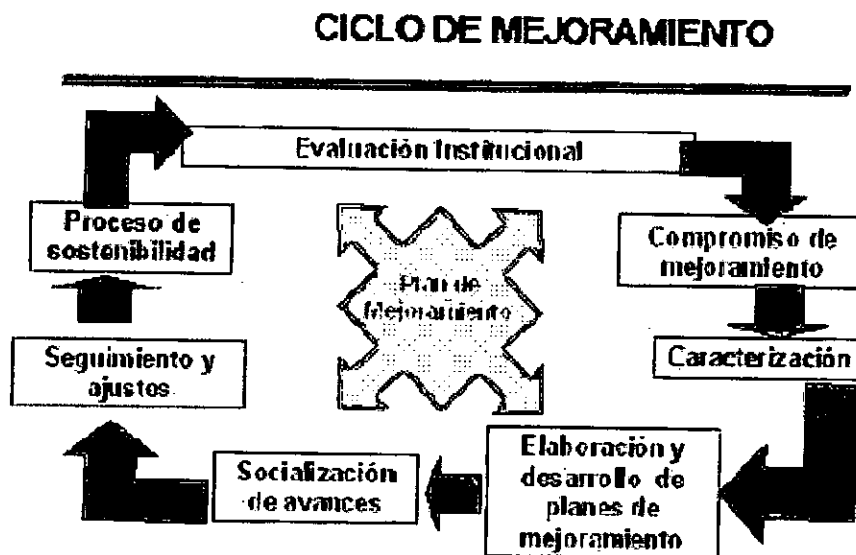 CICLO DE MEJORAMIENTO
Evaluación Institucional
Compromiso de
mejoramiento
Caracterización
Elaboración y
desarrollo de
planes de
mejoramiento
Socialización
de avances
Seguimiento y
ajustes
Proceso de
sostenibilidad
Plan de
Mejoramiento